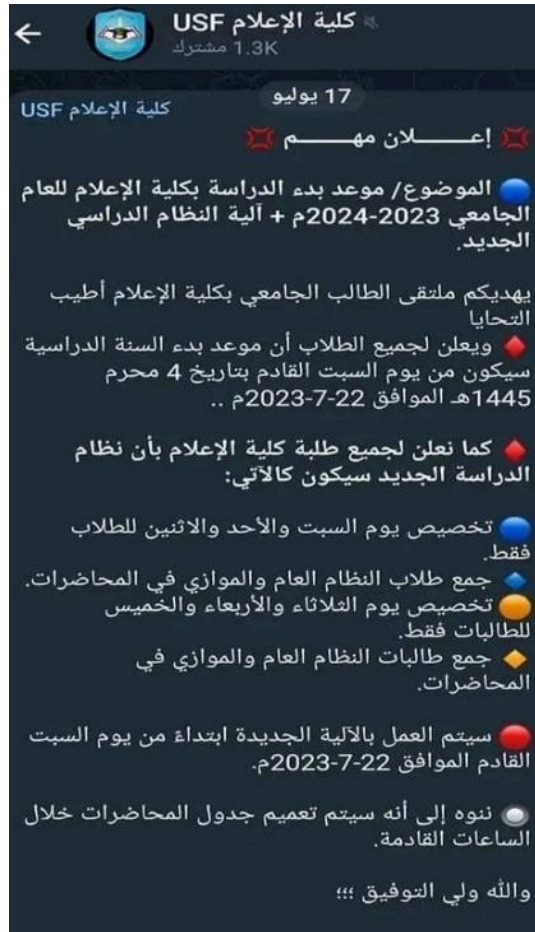 كلية الإعلام USF
1.3K مشترك
17 يوليو
كلية الإعلام USF
💢 إعــــــلان مهـــــــم 💢
🔵 الموضوع/ موعد بدء الدراسة بكلية الإعلام للعام
الجامعي 2023-2024م + آلية النظام الدراسي
الجديد.
يهديكم ملتقى الطالب الجامعي بكلية الإعلام أطيب
التحايا
♦️ ويعلن لجميع الطلاب أن موعد بدء السنة الدراسية
سيكون من يوم السبت القادم بتاريخ 4 محرم
1445هـ الموافق 22-7-2023م ..
♦️ كما نعلن لجميع طلبة كلية الإعلام بأن نظام
الدراسة الجديد سيكون كالآتي:
🔵 تخصيص يوم السبت والأحد والاثنين للطلاب
فقط.
🔹 جمع طلاب النظام العام والموازي في المحاضرات.
🟠 تخصيص يوم الثلاثاء والأربعاء والخميس
للطالبات فقط.
🔸 جمع طالبات النظام العام والموازي في
المحاضرات.
🔴 سيتم العمل بالآلية الجديدة ابتداءً من يوم السبت
القادم الموافق 22-7-2023م.
🔘 ننوه إلى أنه سيتم تعميم جدول المحاضرات خلال
الساعات القادمة.
والله ولي التوفيق ؛؛؛